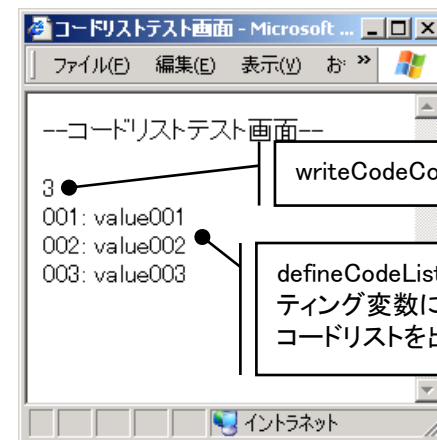 コードリストテスト画面 - Microsoft ...
ファイル(F) 編集(E) 表示(V) お »
--コードリストテスト画面--
3
writeCodeCo
001: value001
002: value002
003: value003
defineCodeList
ティング変数に
コードリストを出
イントラネット